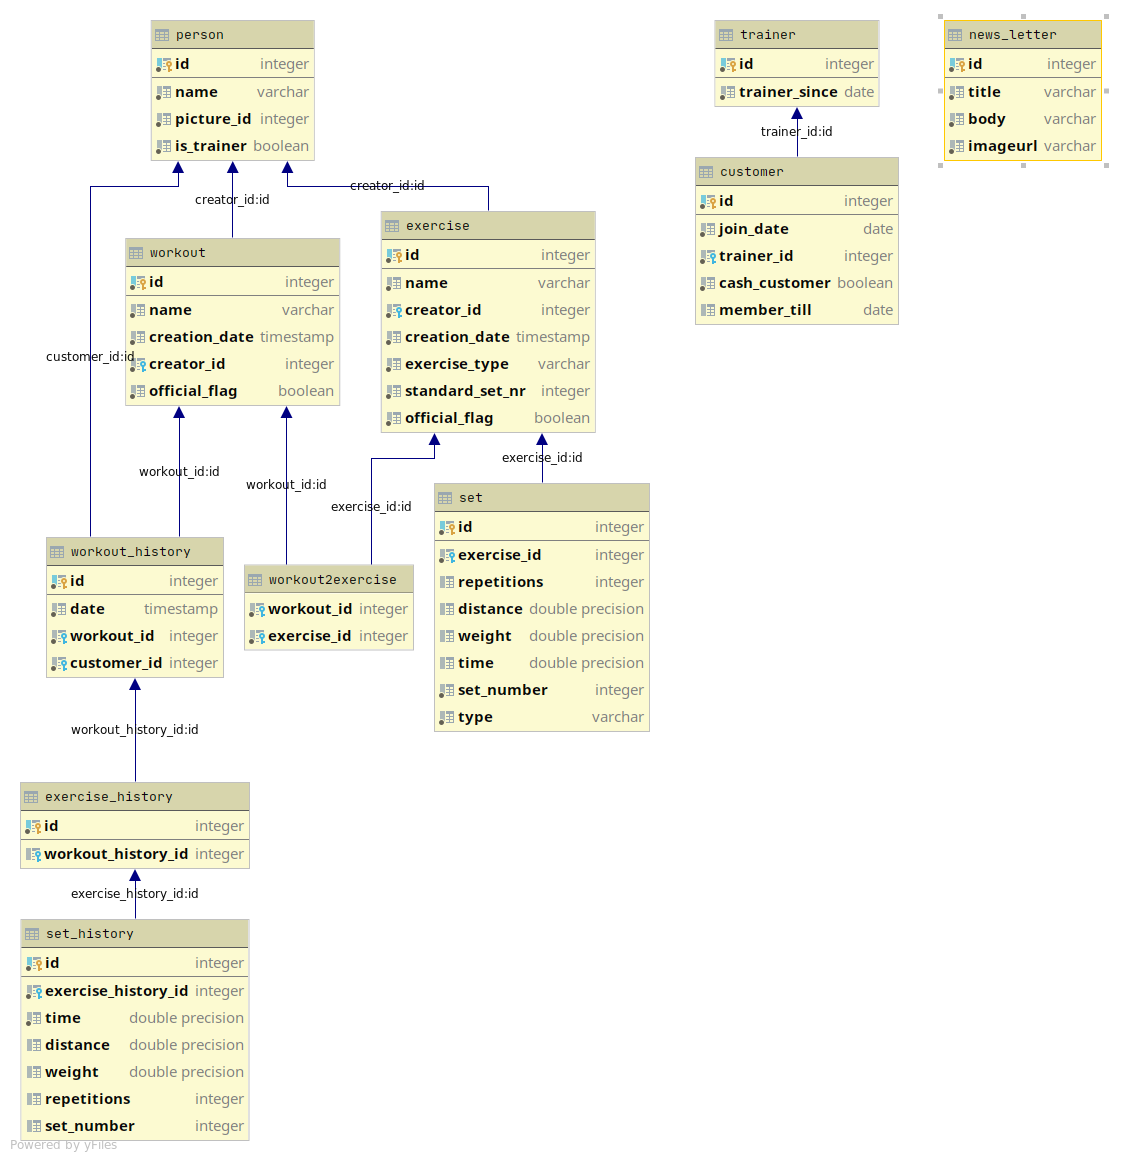 person
id integer
name varchar
picture_id integer
is_trainer boolean
trainer
id integer
trainer_since date
news_letter
id integer
title varchar
body varchar
imageurl varchar
trainer_id:id
customer
id integer
join_date date
trainer_id integer
cash_customer boolean
member_till date
creator_id:id
creator_id:id
workout
id integer
name varchar
creation_date timestamp
creator_id integer
official_flag boolean
exercise
id integer
name varchar
creator_id integer
creation_date timestamp
exercise_type varchar
standard_set_nr integer
official_flag boolean
customer_id:id
workout_id:id
workout_id:id
exercise_id:id
exercise_id:id
set
id integer
exercise_id integer
repetitions integer
distance double precision
weight double precision
time double precision
set_number integer
type varchar
workout_history
id integer
date timestamp
workout_id integer
customer_id integer
workout2exercise
workout_id integer
exercise_id integer
workout_history_id:id
exercise_history
id integer
workout_history_id integer
exercise_history_id:id
set_history
id integer
exercise_history_id integer
time double precision
distance double precision
weight double precision
repetitions integer
set_number integer
Powered by yFiles